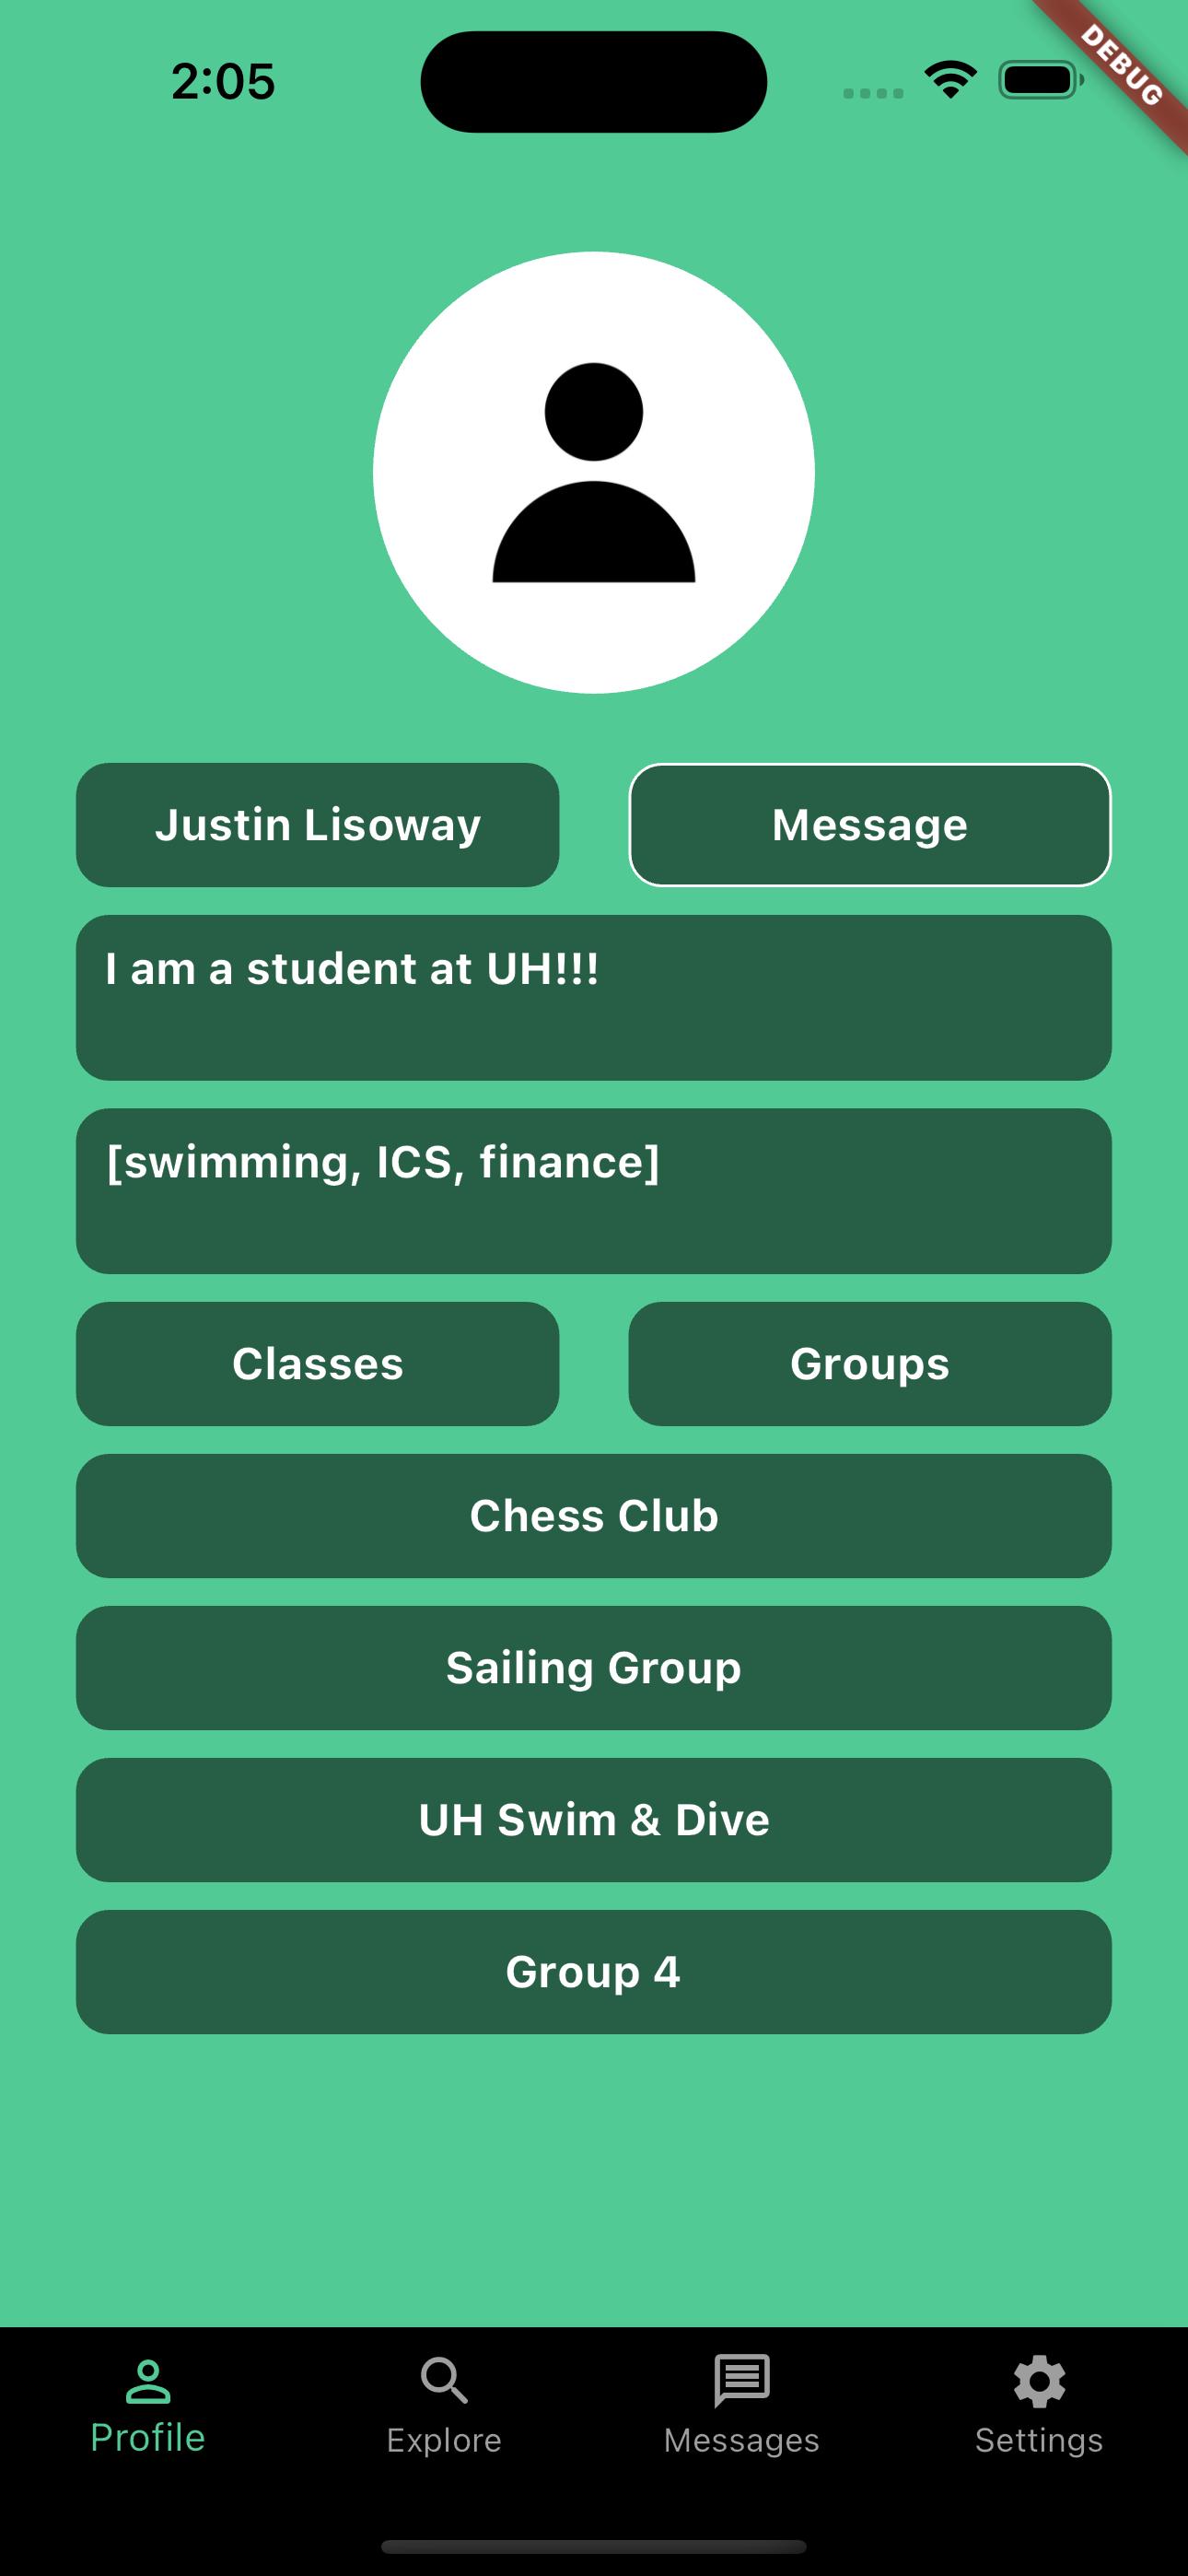 2:05
DEBUG
Justin Lisoway
Message
I am a student at UH!!!
[swimming, ICS, finance]
Classes
Groups
Chess Club
Sailing Group
UH Swim & Dive
Group 4
Profile
Explore
Messages
Settings